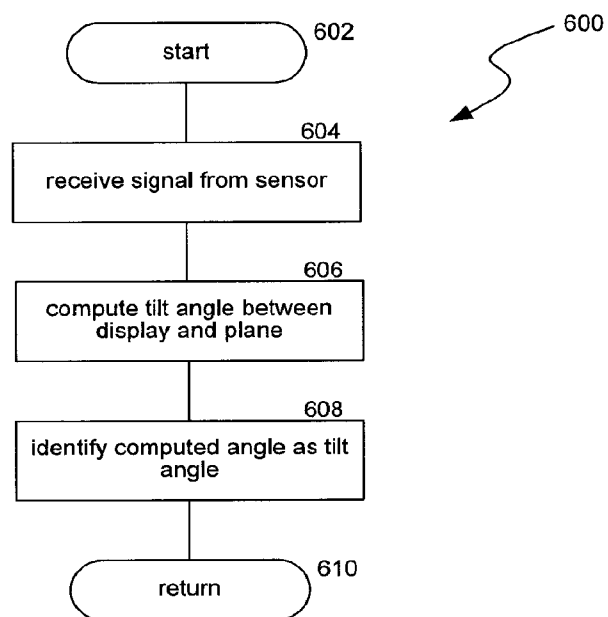 602
start
600
604
receive signal from sensor
606
compute tilt angle between
display and plane
608
identify computed angle as tilt
angle
610
return